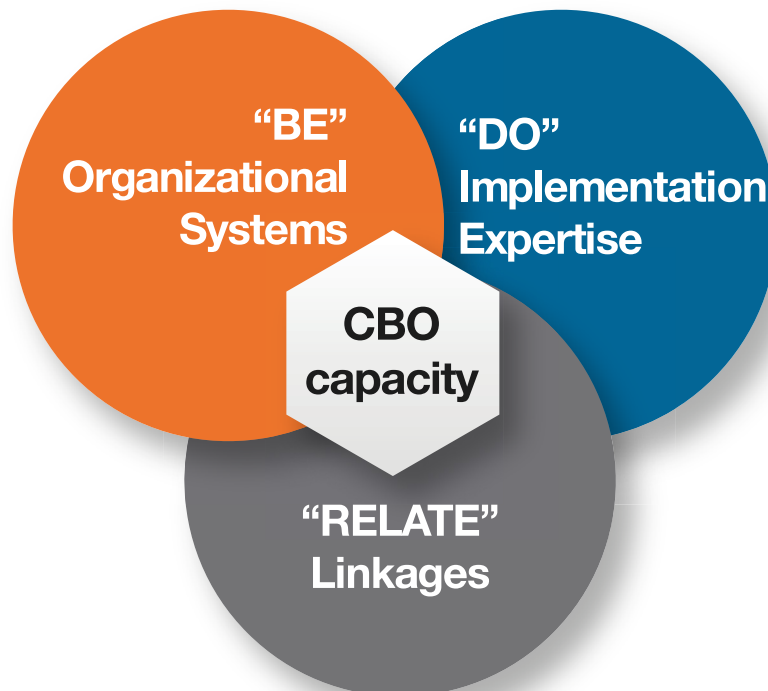 “BE”
Organizational
Systems
“DO”
Implementation
Expertise
CBO
capacity
“RELATE”
Linkages